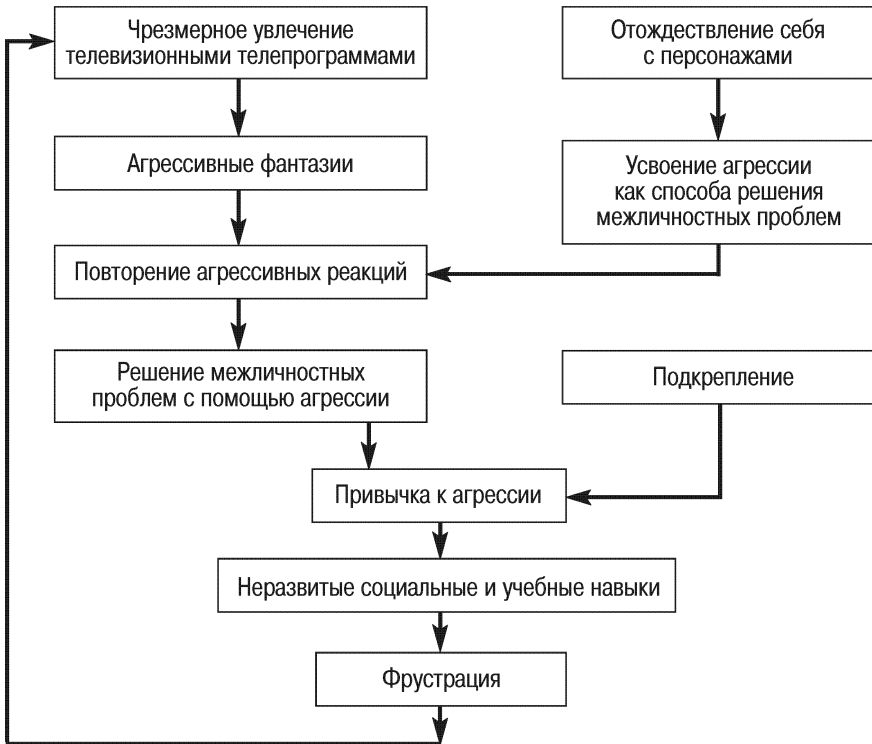 Чрезмерное увлечение
телевизионными телепрограммами
Отождествление себя
с персонажами
Агрессивные фантазии
Усвоение агрессии
как способа решения
межличностных проблем
Повторение агрессивных реакций
Решение межличностных
проблем с помощью агрессии
Подкрепление
Привычка к агрессии
Неразвитые социальные и учебные навыки
Фрустрация